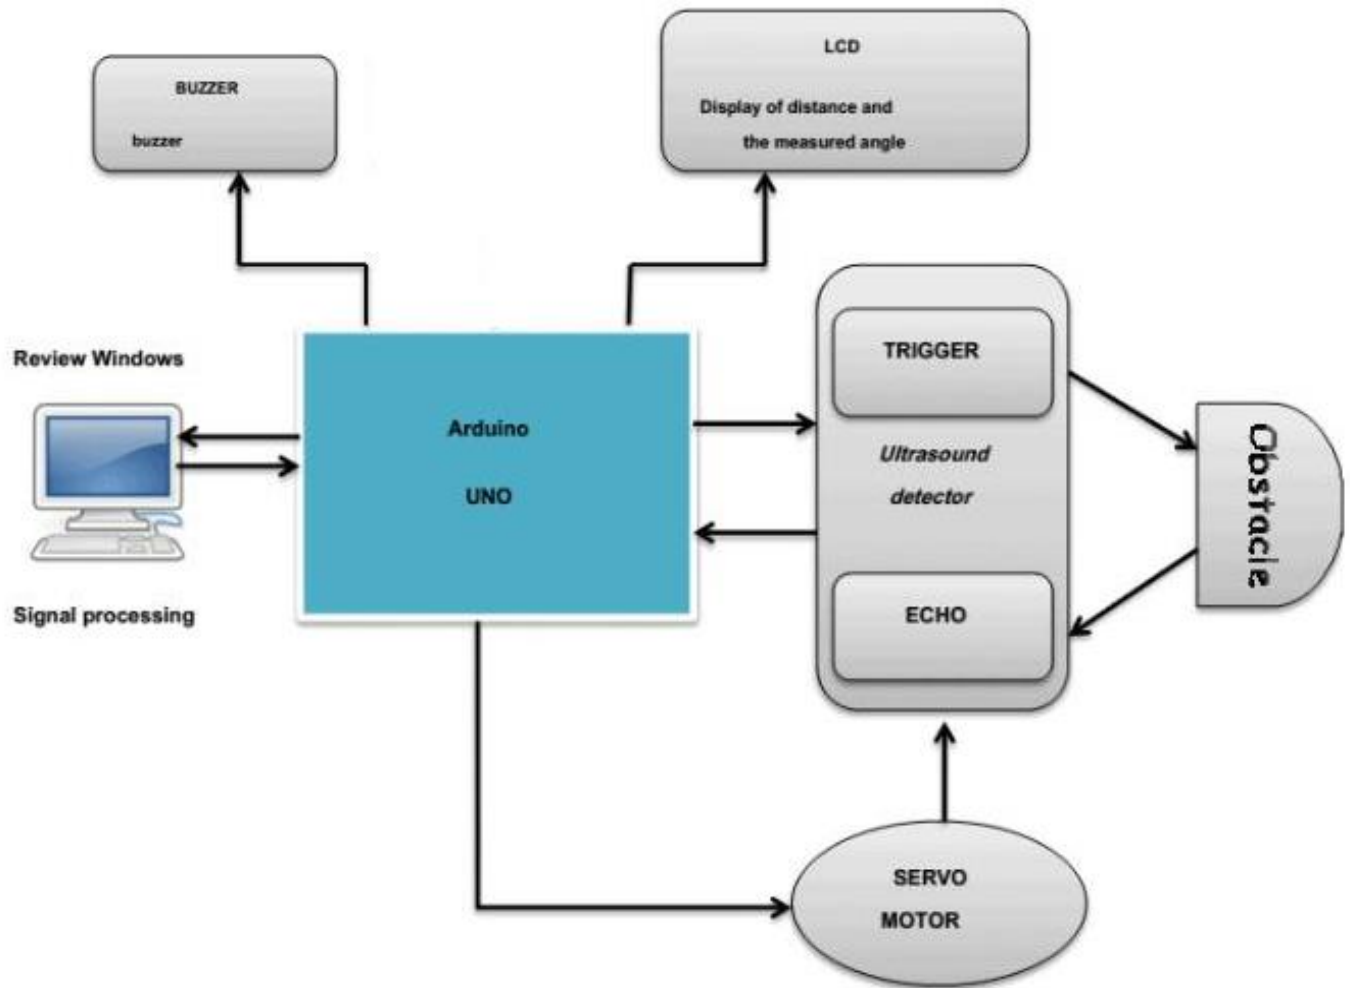 BUZZER
buzzer
LCD
Display of distance and
the measured angle
Review Windows
Signal processing
Arduino
UNO
TRIGGER
Ultrasound
detector
ECHO
Obstacle
SERVO
MOTOR